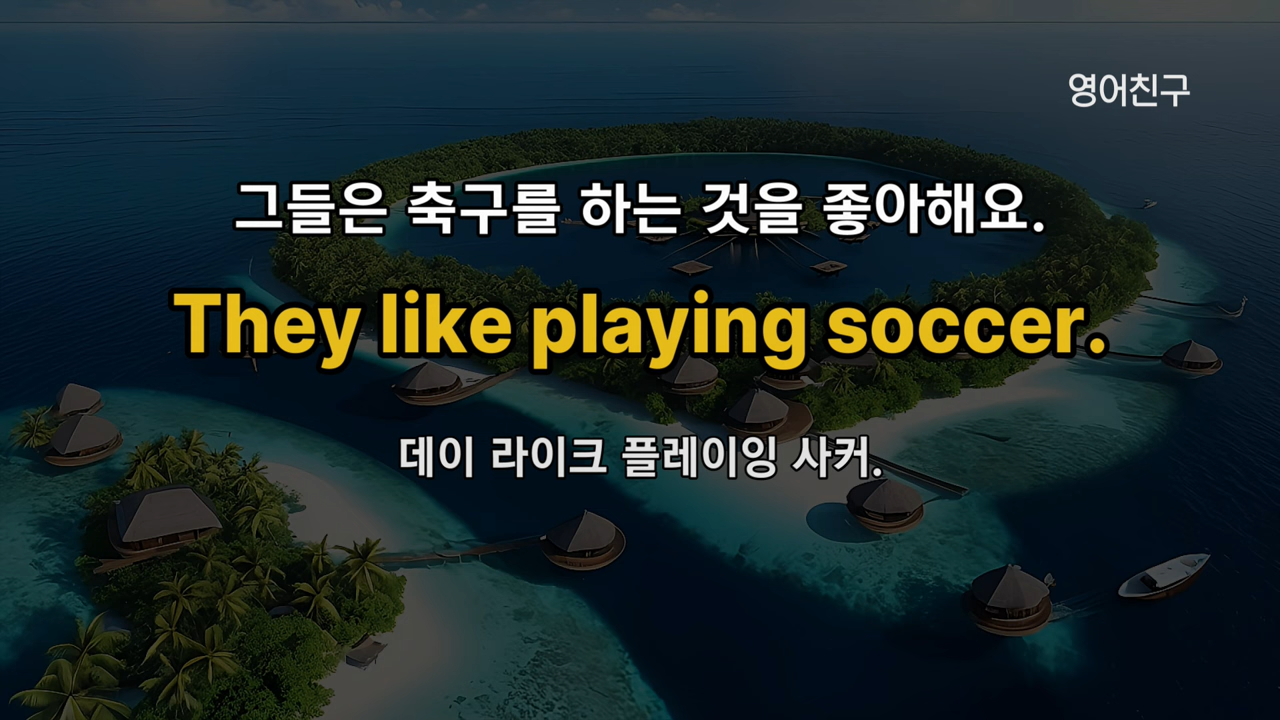 영어친구
그들은 축구를 하는 것을 좋아해요.
They like playing soccer.
데이 라이크 플레이잉 사커.